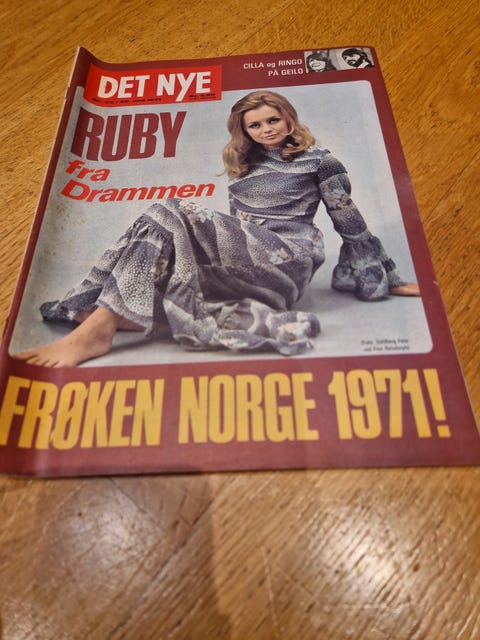 CILLA og RINGO
PÅ GEILO
DET NYE
RUBY
fra
Drammen
FRØKEN NORGE 1971!